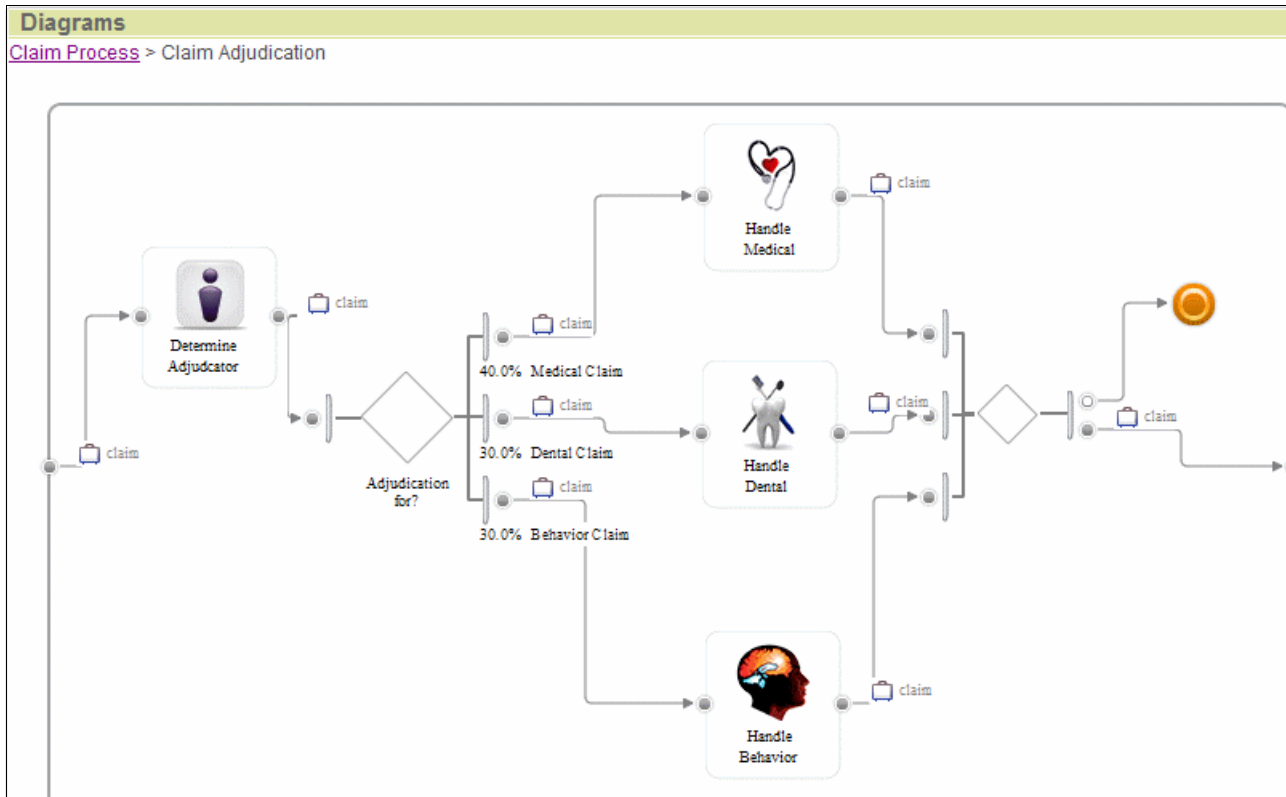 Diagrams
Claim Process > Claim Adjudication
claim
Determine
Adjudcator
claim
Adjudication
for?
claim
40.0% Medical Claim
claim
30.0% Dental Claim
claim
30.0% Behavior Claim
Handle
Medical
claim
Handle
Dental
claim
Handle
Behavior
claim
claim